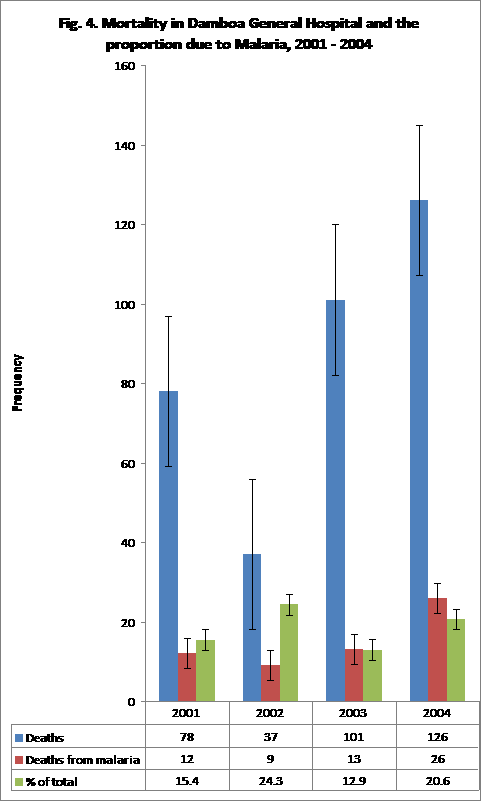 Fig. 4. Mortality in Damboa General Hospital and the
proportion due to Malaria, 2001 - 2004
160
140
120
100
80
60
40
20
0
Frequency
2001 2002 2003 2004
Deaths 78 37 101 126
Deaths from malaria 12 9 13 26
% of total 15.4 24.3 12.9 20.6